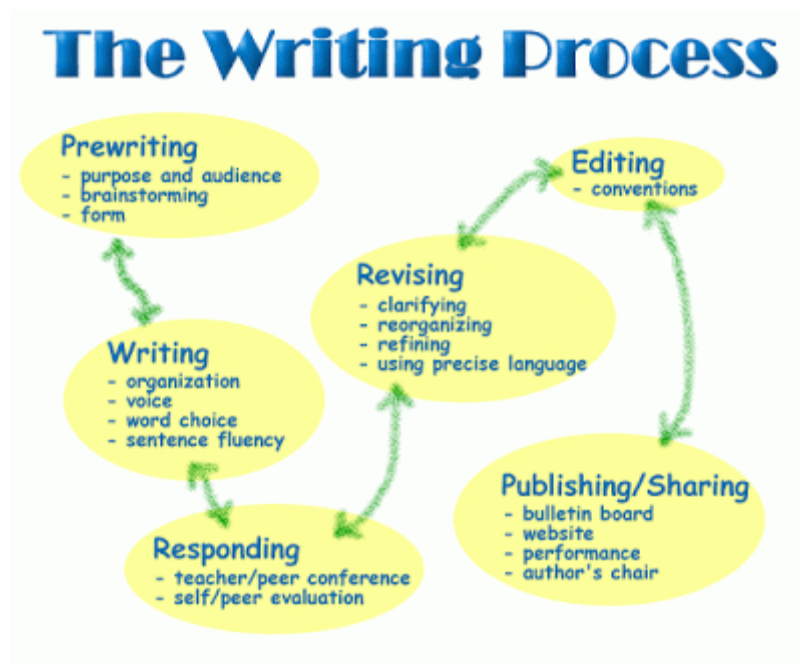 The Writing Process
Prewriting
- purpose and audience
- brainstorming
- form
Writing
- organization
- voice
- word choice
- sentence fluency
Responding
- teacher/peer conference
- self/peer evaluation
Revising
- clarifying
- reorganizing
- refining
- using precise language
Editing
- conventions
Publishing/Sharing
- bulletin board
- website
- performance
- author's chair